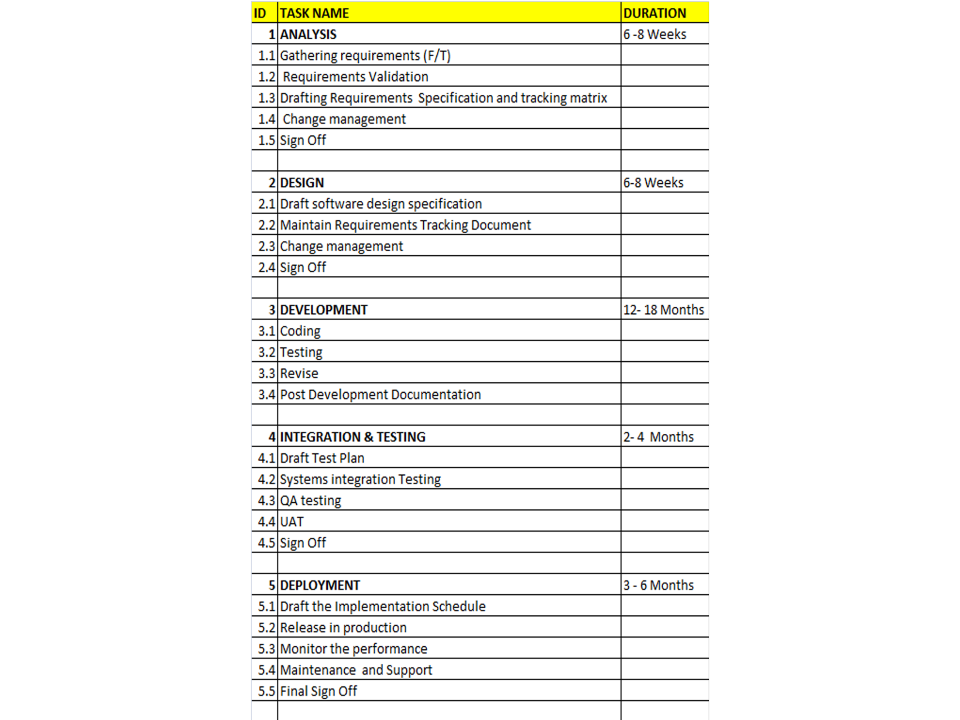 ID TASK NAME DURATION
1 ANALYSIS 6 -8 Weeks
1.1 Gathering requirements (F/T)
1.2 Requirements Validation
1.3 Drafting Requirements Specification and tracking matrix
1.4 Change management
1.5 Sign Off
2 DESIGN 6-8 Weeks
2.1 Draft software design specification
2.2 Maintain Requirements Tracking Document
2.3 Change management
2.4 Sign Off
3 DEVELOPMENT 12- 18 Months
3.1 Coding
3.2 Testing
3.3 Revise
3.4 Post Development Documentation
4 INTEGRATION & TESTING 2- 4 Months
4.1 Draft Test Plan
4.2 Systems integration Testing
4.3 QA testing
4.4 UAT
4.5 Sign Off
5 DEPLOYMENT 3 - 6 Months
5.1 Draft the Implementation Schedule
5.2 Release in production
5.3 Monitor the performance
5.4 Maintenance and Support
5.5 Final Sign Off